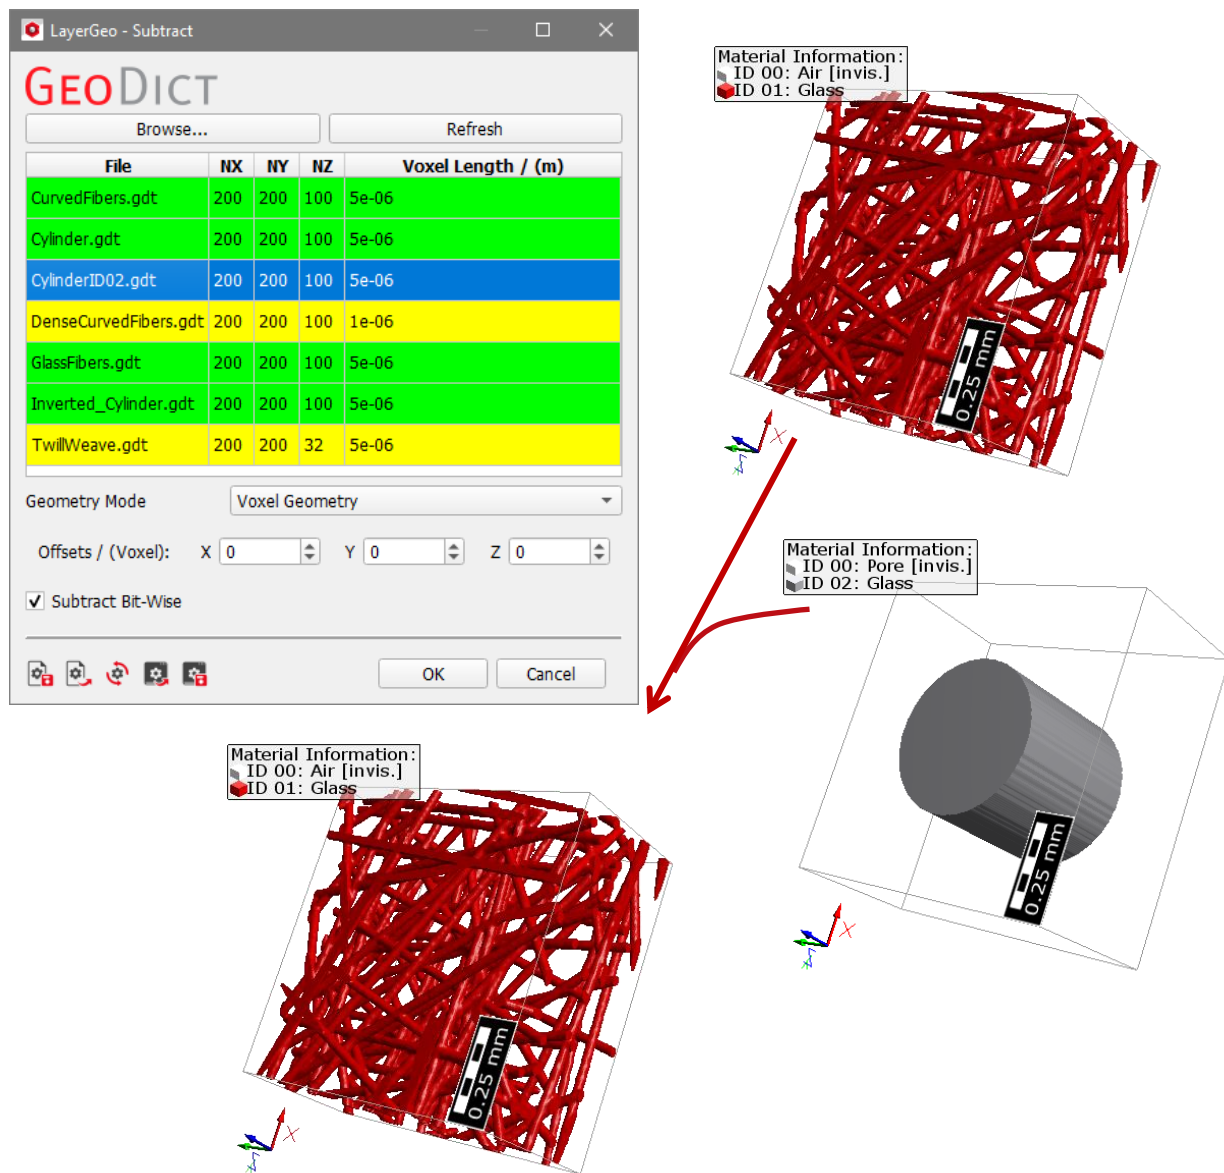 LayerGeo - Subtract
GEODICT
Browse... Refresh
File NX NY NZ Voxel Length / (m)
CurvedFibers.gdt 200 200 100 5e-06
Cylinder.gdt 200 200 100 5e-06
CylinderID02.gdt 200 200 100 5e-06
DenseCurvedFibers.gdt 200 200 100 1e-06
GlassFibers.gdt 200 200 100 5e-06
Inverted_Cylinder.gdt 200 200 100 5e-06
TwillWeave.gdt 200 200 32 5e-06
Geometry Mode Voxel Geometry
Offsets / (Voxel): X 0 Y 0 Z 0
Subtract Bit-Wise
OK Cancel
Material Information:
ID 00: Air [invis.]
ID 01: Glass
0.25 mm
X
Material Information:
ID 00: Pore [invis.]
ID 02: Glass
0.25 mm
X
Material Information:
ID 00: Air [invis.]
ID 01: Glass
0.25 mm
X